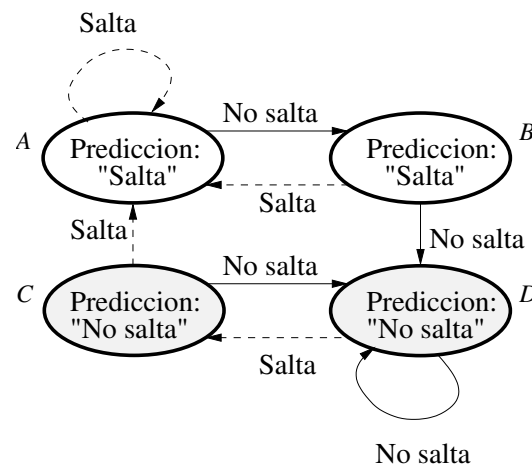 Salta
No salta
A
Prediccion:
"Salta"
B
Prediccion:
"Salta"
Salta
Salta
No salta
No salta
C
Prediccion:
"No salta"
D
Prediccion:
"No salta"
Salta
No salta